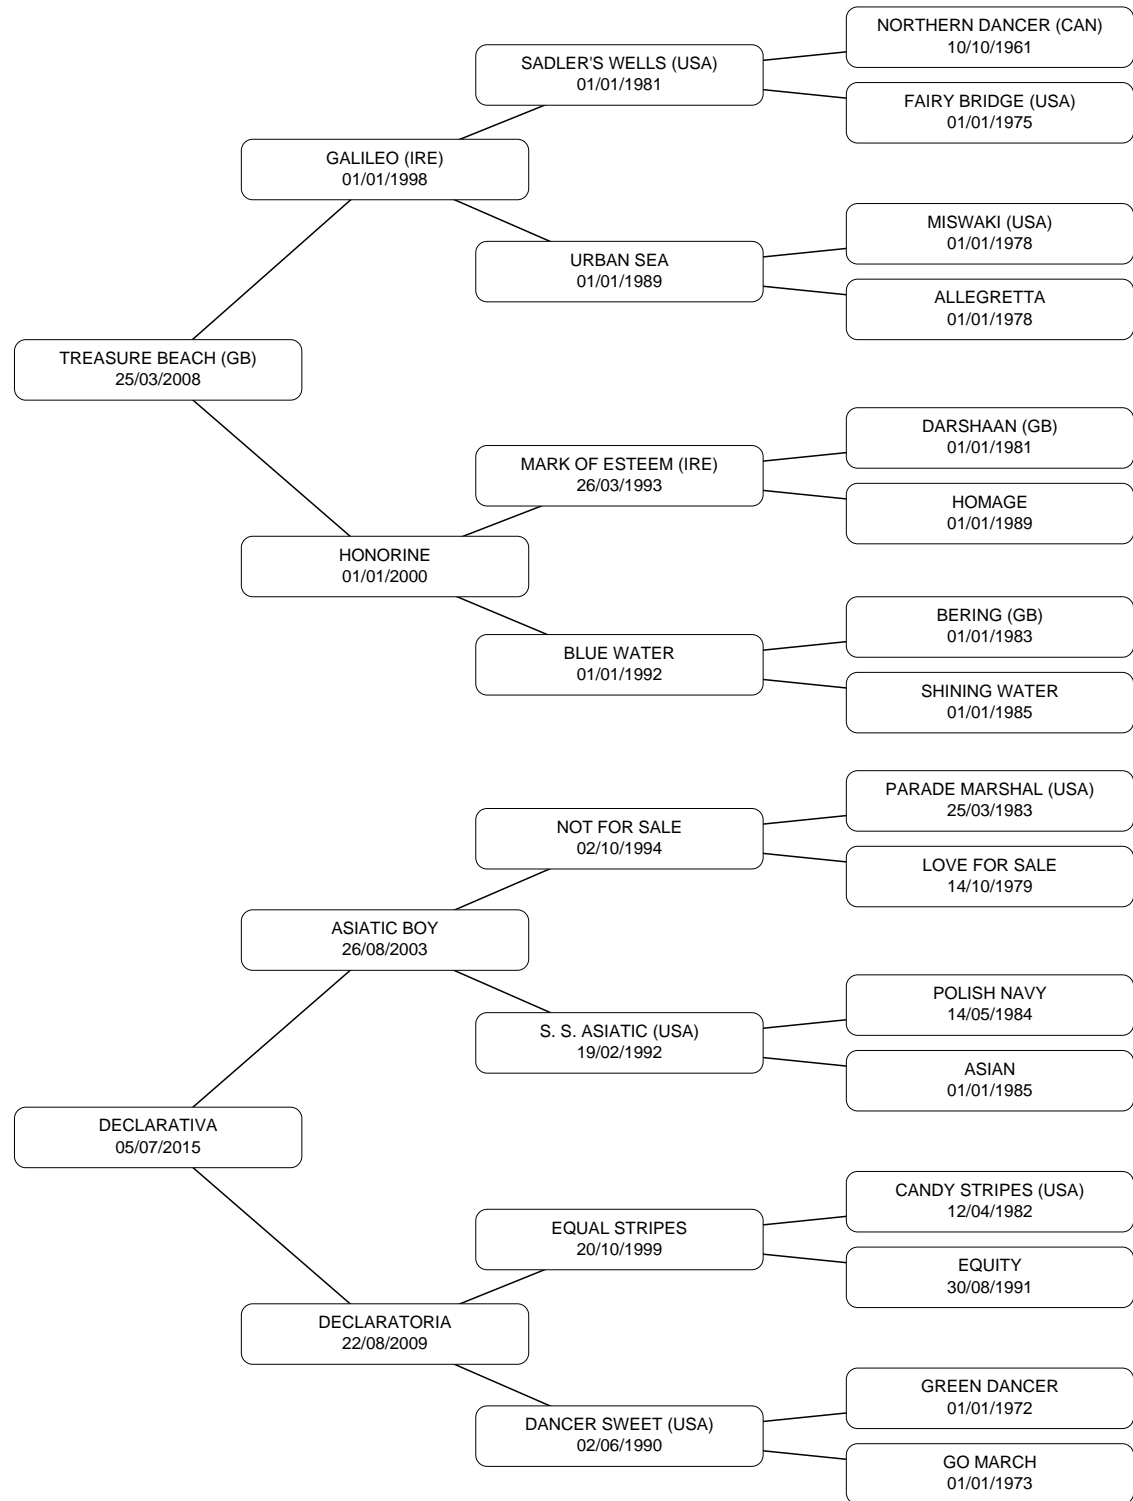 NORTHERN DANCER (CAN)
10/10/1961
SADLER'S WELLS (USA)
01/01/1981
FAIRY BRIDGE (USA)
01/01/1975
GALILEO (IRE)
01/01/1998
MISWAKI (USA)
01/01/1978
URBAN SEA
01/01/1989
ALLEGRETTA
01/01/1978
TREASURE BEACH (GB)
25/03/2008
DARSHAAN (GB)
01/01/1981
MARK OF ESTEEM (IRE)
26/03/1993
HOMAGE
01/01/1989
HONORINE
01/01/2000
BERING (GB)
01/01/1983
BLUE WATER
01/01/1992
SHINING WATER
01/01/1985
PARADE MARSHAL (USA)
25/03/1983
NOT FOR SALE
02/10/1994
LOVE FOR SALE
14/10/1979
ASIATIC BOY
26/08/2003
POLISH NAVY
14/05/1984
S. S. ASIATIC (USA)
19/02/1992
ASIAN
01/01/1985
DECLARATIVA
05/07/2015
CANDY STRIPES (USA)
12/04/1982
EQUAL STRIPES
20/10/1999
EQUITY
30/08/1991
DECLARATORIA
22/08/2009
GREEN DANCER
01/01/1972
DANCER SWEET (USA)
02/06/1990
GO MARCH
01/01/1973